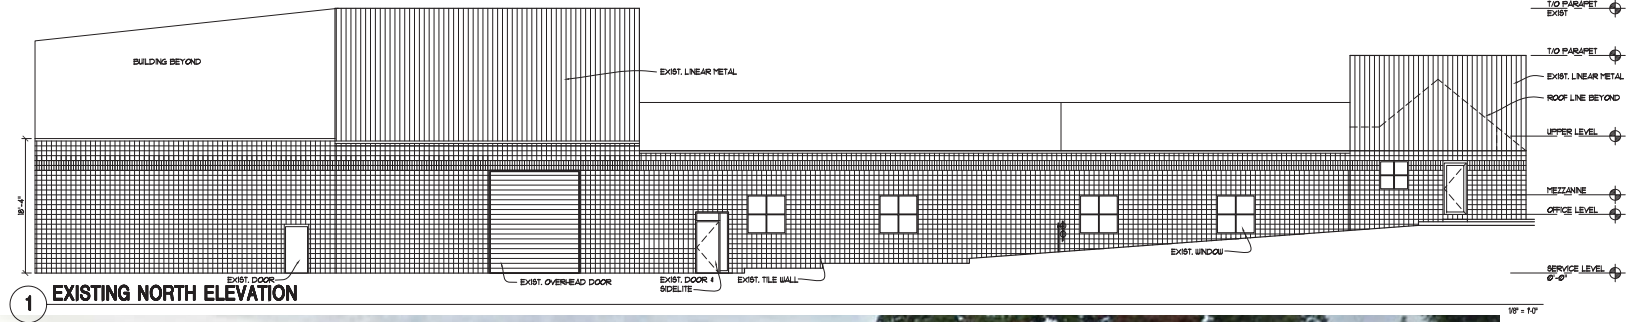 T/O PARAPET
EXIST
BUILDING BEYOND
EXIST. LINEAR METAL
T/O PARAPET
EXIST. LINEAR METAL
ROOF LINE BEYOND
UPPER LEVEL
MEZZANINE
OFFICE LEVEL
18'-4"
EXIST. WINDOW
EXIST. DOOR
EXIST. OVERHEAD DOOR
EXIST. DOOR &
SIDELITE
EXIST. TILE WALL
SERVICE LEVEL
0'-0"
1 EXISTING NORTH ELEVATION
1/8" = 1'-0"